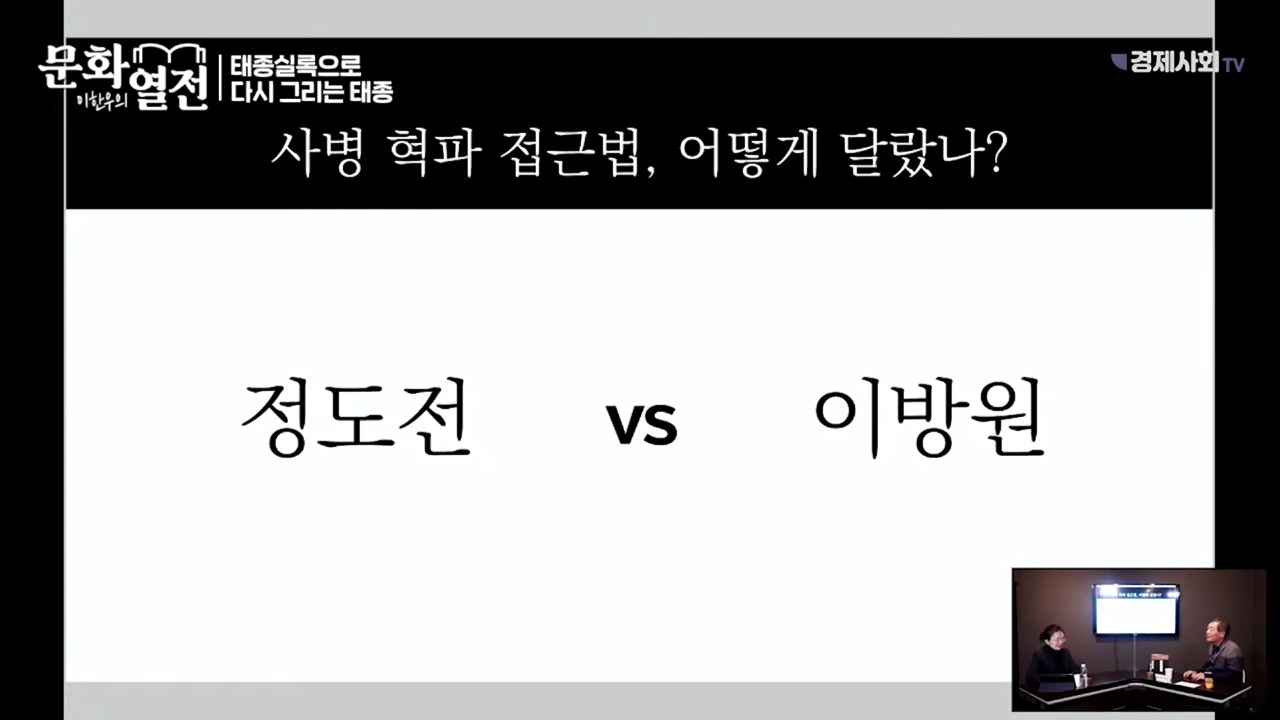 문화
이한우의
열전
태종실록으로
다시 그리는 태종
경제사회TV
사병 혁파 접근법, 어떻게 달랐나?
정도전 vs 이방원